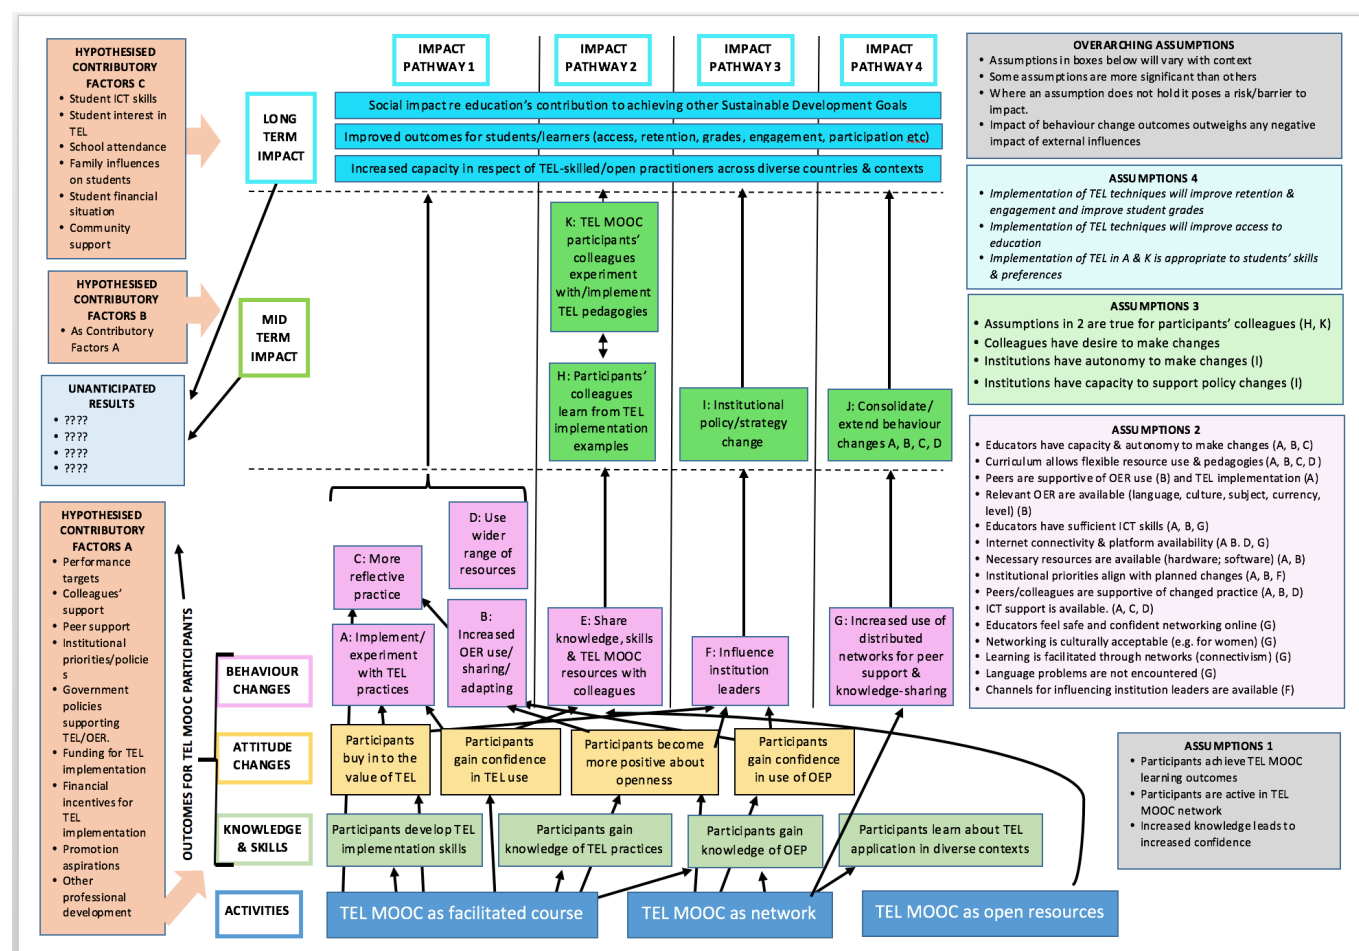 HYPOTHESISED
CONTRIBUTORY
FACTORS C
• Student ICT skills
• Student interest in
TEL
• School attendance
• Family influences
on students
• Student financial
situation
• Community
support
LONG
TERM
IMPACT
HYPOTHESISED
CONTRIBUTORY
FACTORS B
• As Contributory
Factors A
MID
TERM
IMPACT
UNANTICIPATED
RESULTS
• ????
• ????
• ????
• ????
HYPOTHESISED
CONTRIBUTORY
FACTORS A
• Performance
targets
• Colleagues'
support
• Peer support
• Institutional
priorities/policie
s
• Government
policies
supporting
TEL/OER.
• Funding for TEL
implementation
• Financial
incentives for
TEL
implementation
• Promotion
aspirations
• Other
professional
development
OUTCOMES FOR TEL MOOC PARTICIPANTS
BEHAVIOUR
CHANGES
ATTITUDE
CHANGES
KNOWLEDGE
& SKILLS
ACTIVITIES
IMPACT
PATHWAY 1
IMPACT
PATHWAY 2
IMPACT
PATHWAY 3
IMPACT
PATHWAY 4
Social impact re education's contribution to achieving other Sustainable Development Goals
Improved outcomes for students/learners (access, retention, grades, engagement, participation etc)
Increased capacity in respect of TEL-skilled/open practitioners across diverse countries & contexts
K: TEL MOOC
participants'
colleagues
experiment
with/implement
TEL pedagogies
H: Participants'
colleagues
learn from TEL
implementation
examples
I: Institutional
policy/strategy
change
J: Consolidate/
extend behaviour
changes A, B, C, D
D: Use
wider
range of
resources
C: More
reflective
practice
A: Implement/
experiment
with TEL
practices
B:
Increased
OER use/
sharing/
adapting
E: Share
knowledge, skills
& TEL MOOC
resources with
colleagues
F: Influence
institution
leaders
G: Increased use of
distributed
networks for peer
support &
knowledge-sharing
Participants
buy in to the
value of TEL
Participants
gain confidence
in TEL use
Participants become
more positive about
openness
Participants
gain confidence
in use of OEP
Participants develop TEL
implementation skills
Participants gain
knowledge of TEL practices
Participants gain
knowledge of OEP
Participants learn about TEL
application in diverse contexts
TEL MOOC as facilitated course
TEL MOOC as network
TEL MOOC as open resources
OVERARCHING ASSUMPTIONS
• Assumptions in boxes below will vary with context
• Some assumptions are more significant than others
• Where an assumption does not hold it poses a risk/barrier to
impact.
• Impact of behaviour change outcomes outweighs any negative
impact of external influences
ASSUMPTIONS 4
• Implementation of TEL techniques will improve retention &
engagement and improve student grades
• Implementation of TEL techniques will improve access to
education
• Implementation of TEL in A & K is appropriate to students' skills
& preferences
ASSUMPTIONS 3
• Assumptions in 2 are true for participants' colleagues (H, K)
• Colleagues have desire to make changes
• Institutions have autonomy to make changes (I)
• Institutions have capacity to support policy changes (I)
ASSUMPTIONS 2
• Educators have capacity & autonomy to make changes (A, B, C)
• Curriculum allows flexible resource use & pedagogies (A, B, C, D)
• Peers are supportive of OER use (B) and TEL implementation (A)
• Relevant OER are available (language, culture, subject, currency,
level) (B)
• Educators have sufficient ICT skills (A, B, G)
• Internet connectivity & platform availability (A B. D, G)
• Necessary resources are available (hardware; software) (A, B)
• Institutional priorities align with planned changes (A, B, F)
• Peers/colleagues are supportive of changed practice (A, B, D)
• ICT support is available. (A, C, D)
• Educators feel safe and confident networking online (G)
• Networking is culturally acceptable (e.g. for women) (G)
• Learning is facilitated through networks (connectivism) (G)
• Language problems are not encountered (G)
• Channels for influencing institution leaders are available (F)
ASSUMPTIONS 1
• Participants achieve TEL MOOC
learning outcomes
• Participants are active in TEL
MOOC network
• Increased knowledge leads to
increased confidence